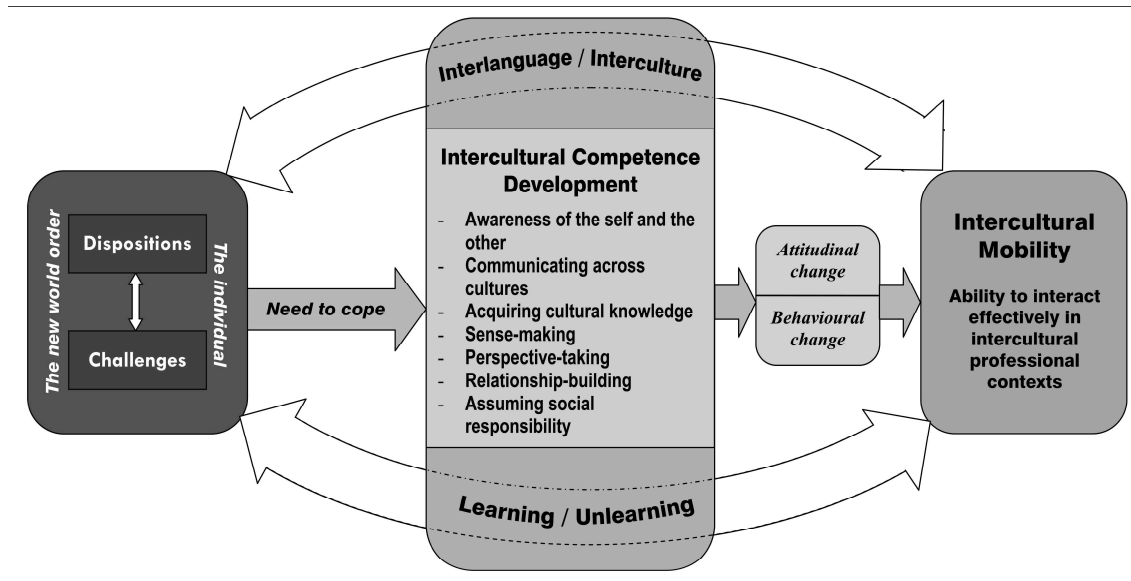 Interlanguage / Interculture
The new world order
Dispositions
Challenges
The individual
Need to cope
Intercultural Competence
Development
- Awareness of the self and the
other
- Communicating across
cultures
- Acquiring cultural knowledge
- Sense-making
- Perspective-taking
- Relationship-building
- Assuming social
responsibility
Attitudinal
change
Behavioural
change
Intercultural
Mobility
Ability to interact
effectively in
intercultural
professional
contexts
Learning / Unlearning